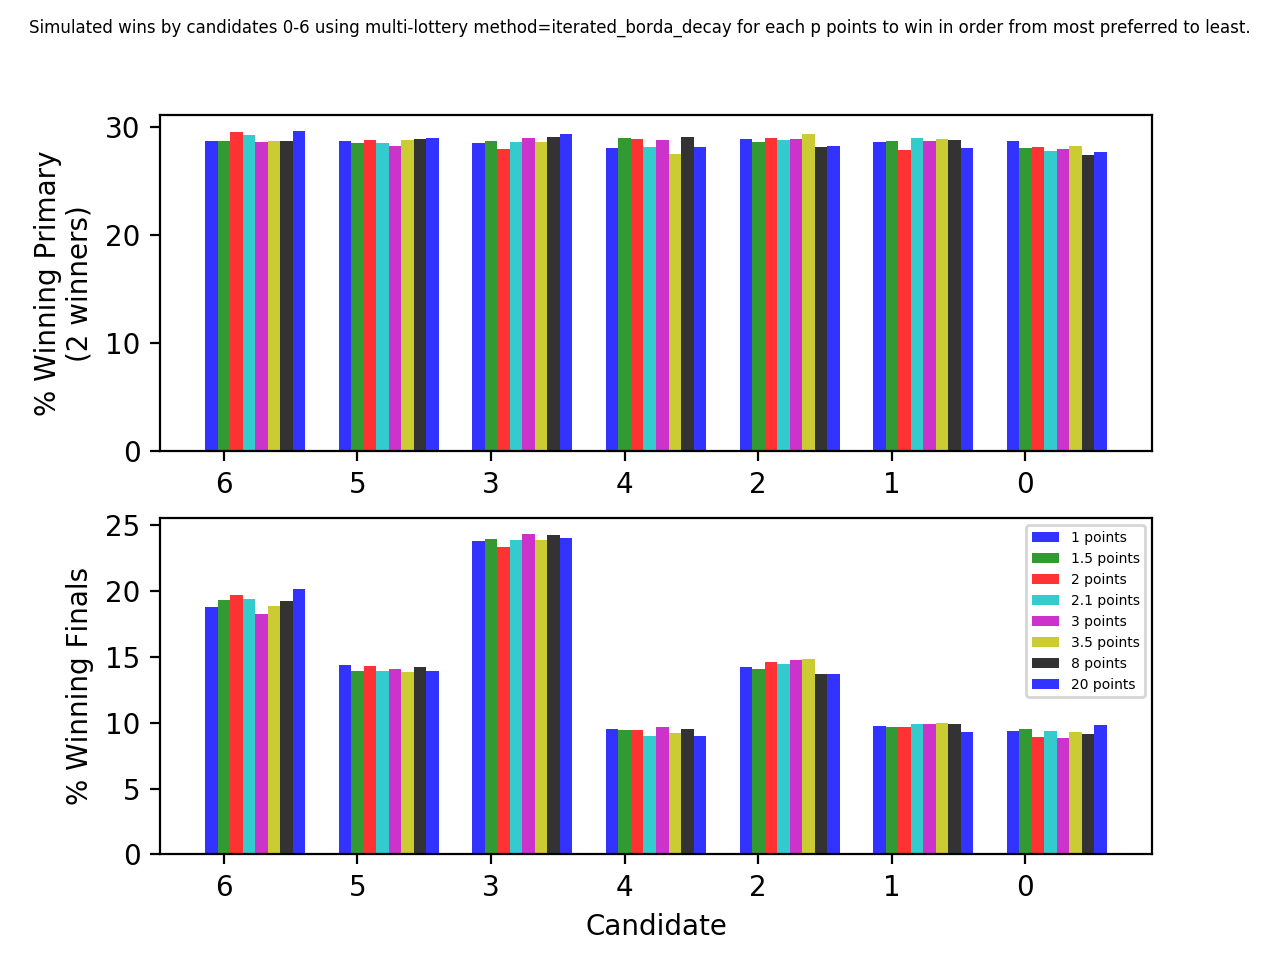 Simulated wins by candidates 0-6 using multi-lottery method=iterated_borda_decay for each p points to win in order from most preferred to least.
% Winning Primary
(2 winners)
30
20
10
0
6 5 3 4 2 1 0
% Winning Finals
25
20
15
10
5
0
1 points
1.5 points
2 points
2.1 points
3 points
3.5 points
8 points
20 points
6 5 3 4 2 1 0
Candidate